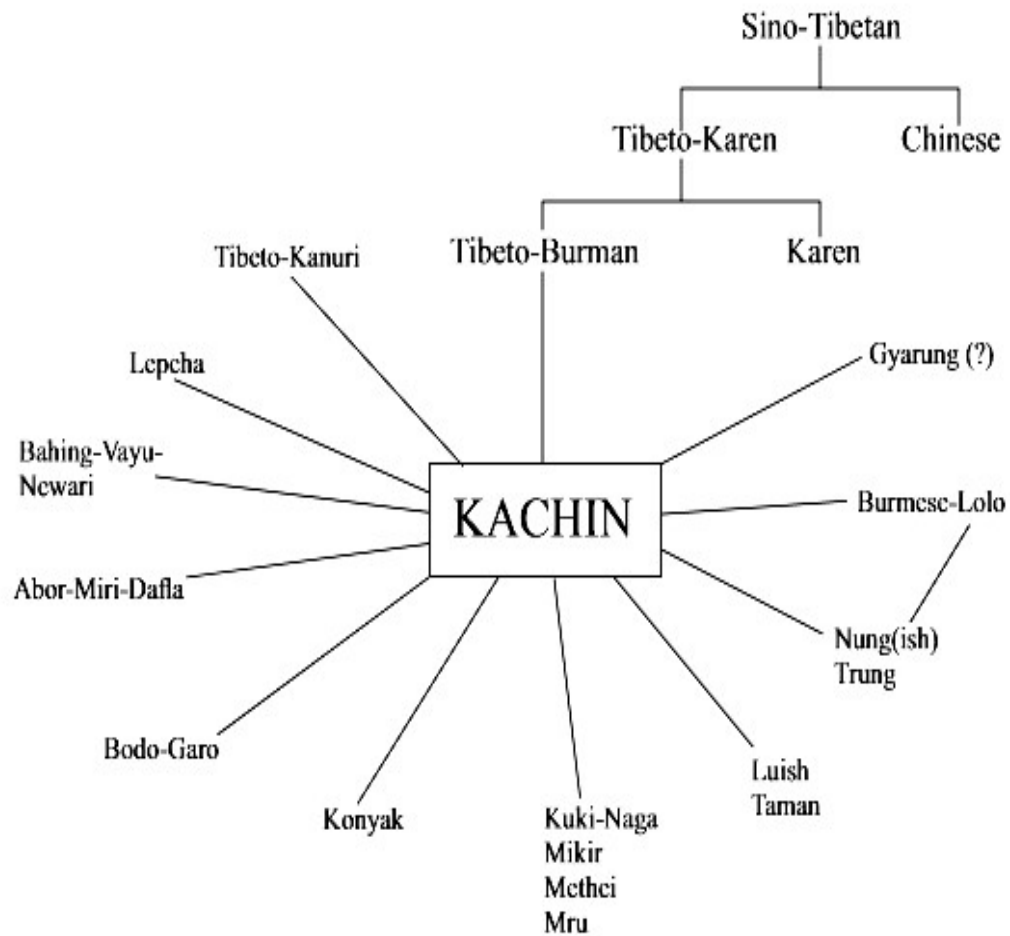 Sino-Tibetan
Tibeto-Karen
Chinese
Tibeto-Burman
Karen
Tibeto-Kanuri
Lepcha
Bahing-Vayu-
Newari
Abor-Miri-Dafla
Bodo-Garo
Konyak
Kuki-Naga
Mikir
Methei
Mru
Luish
Taman
Nung(ish)
Trung
Burmese-Lolo
Gyarung (?)
KACHIN